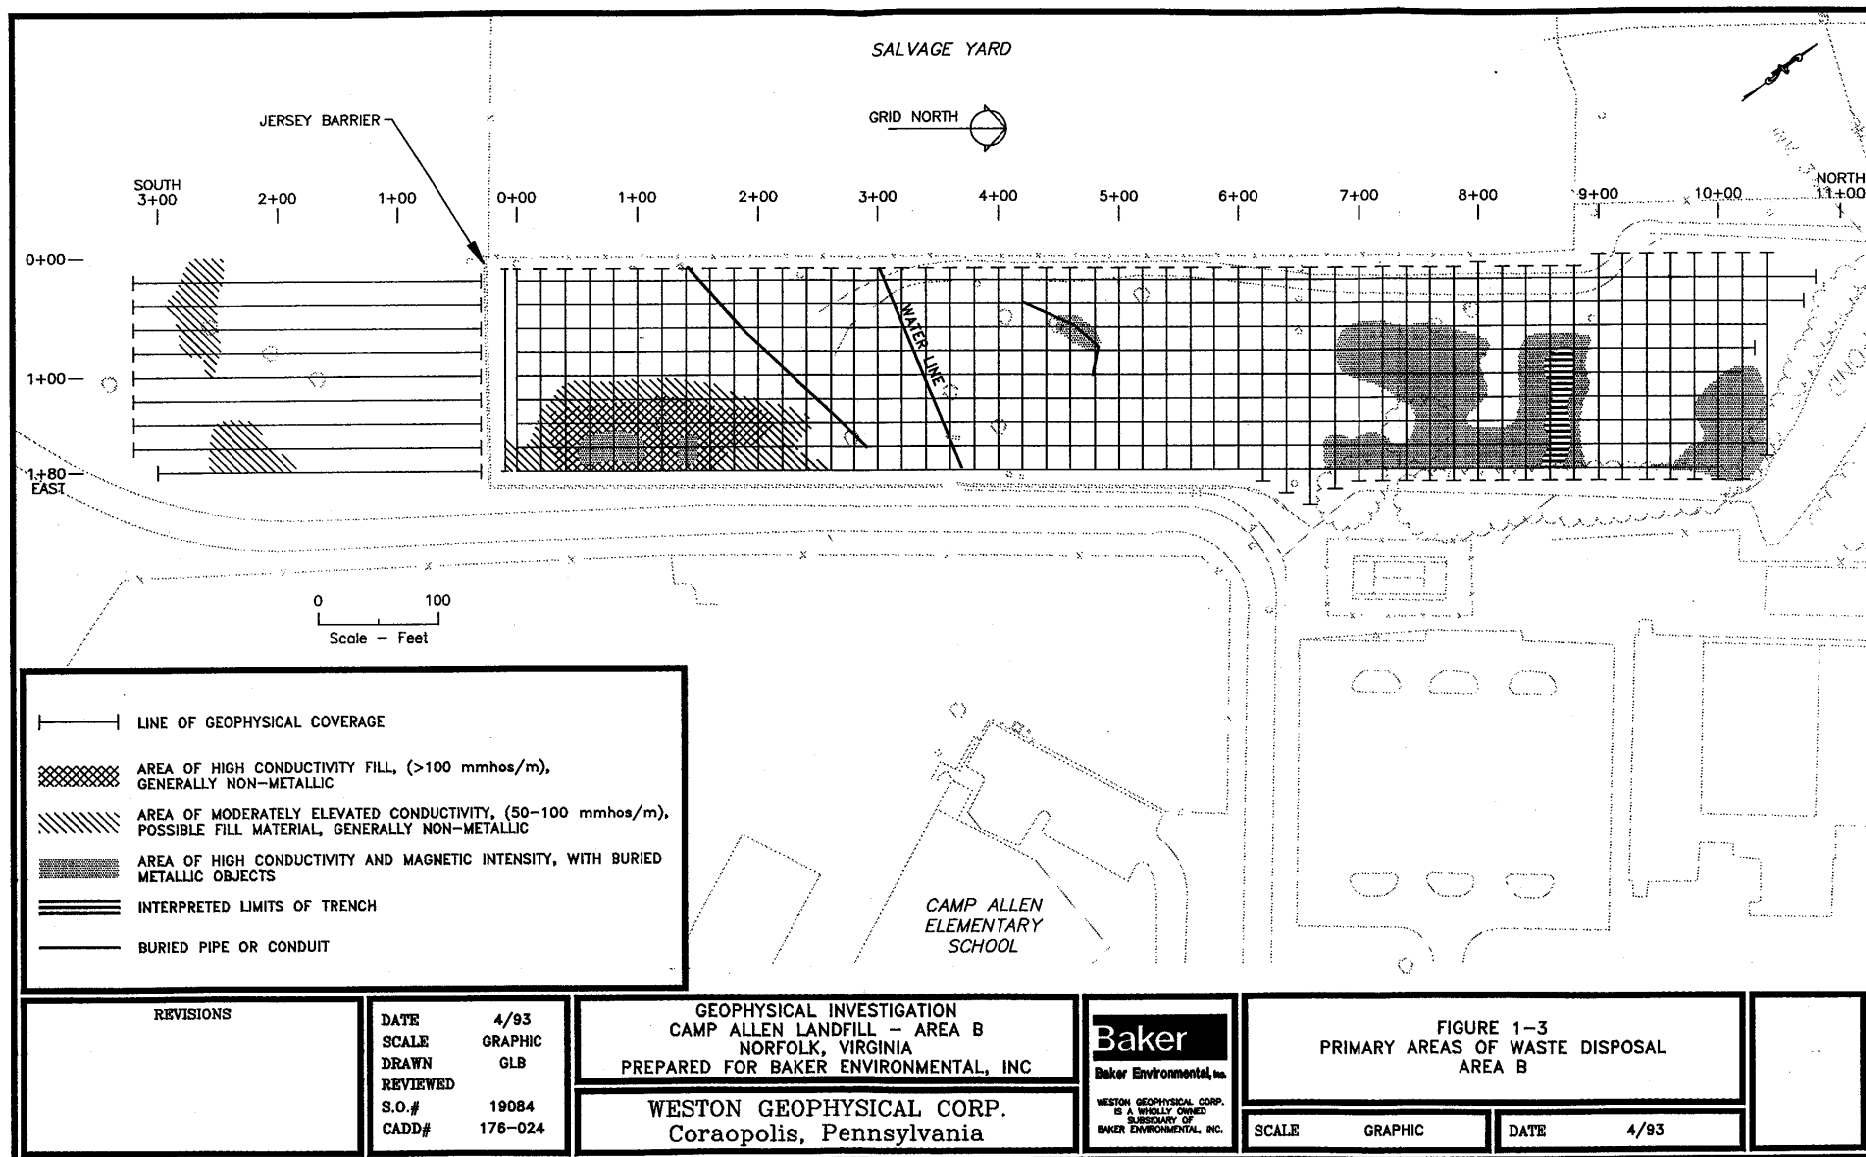 SALVAGE YARD
JERSEY BARRIER
GRID NORTH
SOUTH
3+00
2+00
1+00
0+00
1+00
2+00
3+00
4+00
5+00
6+00
7+00
8+00
9+00
10+00
NORTH
11+00
0+00
1+00
1+80
EAST
WATER LINE
0 100
Scale - Feet
LINE OF GEOPHYSICAL COVERAGE
AREA OF HIGH CONDUCTIVITY FILL, (>100 mmhos/m),
GENERALLY NON-METALLIC
AREA OF MODERATELY ELEVATED CONDUCTIVITY, (50-100 mmhos/m),
POSSIBLE FILL MATERIAL, GENERALLY NON-METALLIC
AREA OF HIGH CONDUCTIVITY AND MAGNETIC INTENSITY, WITH BURIED
METALLIC OBJECTS
INTERPRETED LIMITS OF TRENCH
BURIED PIPE OR CONDUIT
CAMP ALLEN
ELEMENTARY
SCHOOL
REVISIONS
DATE 4/93
SCALE GRAPHIC
DRAWN GLB
REVIEWED
S.O.# 19084
CADD# 176-024
GEOPHYSICAL INVESTIGATION
CAMP ALLEN LANDFILL - AREA B
NORFOLK, VIRGINIA
PREPARED FOR BAKER ENVIRONMENTAL, INC
WESTON GEOPHYSICAL CORP.
Coraopolis, Pennsylvania
Baker
Baker Environmental, Inc.
WESTON GEOPHYSICAL CORP.
IS A WHOLLY OWNED
SUBSIDIARY OF
BAKER ENVIRONMENTAL, INC.
FIGURE 1-3
PRIMARY AREAS OF WASTE DISPOSAL
AREA B
SCALE GRAPHIC
DATE 4/93